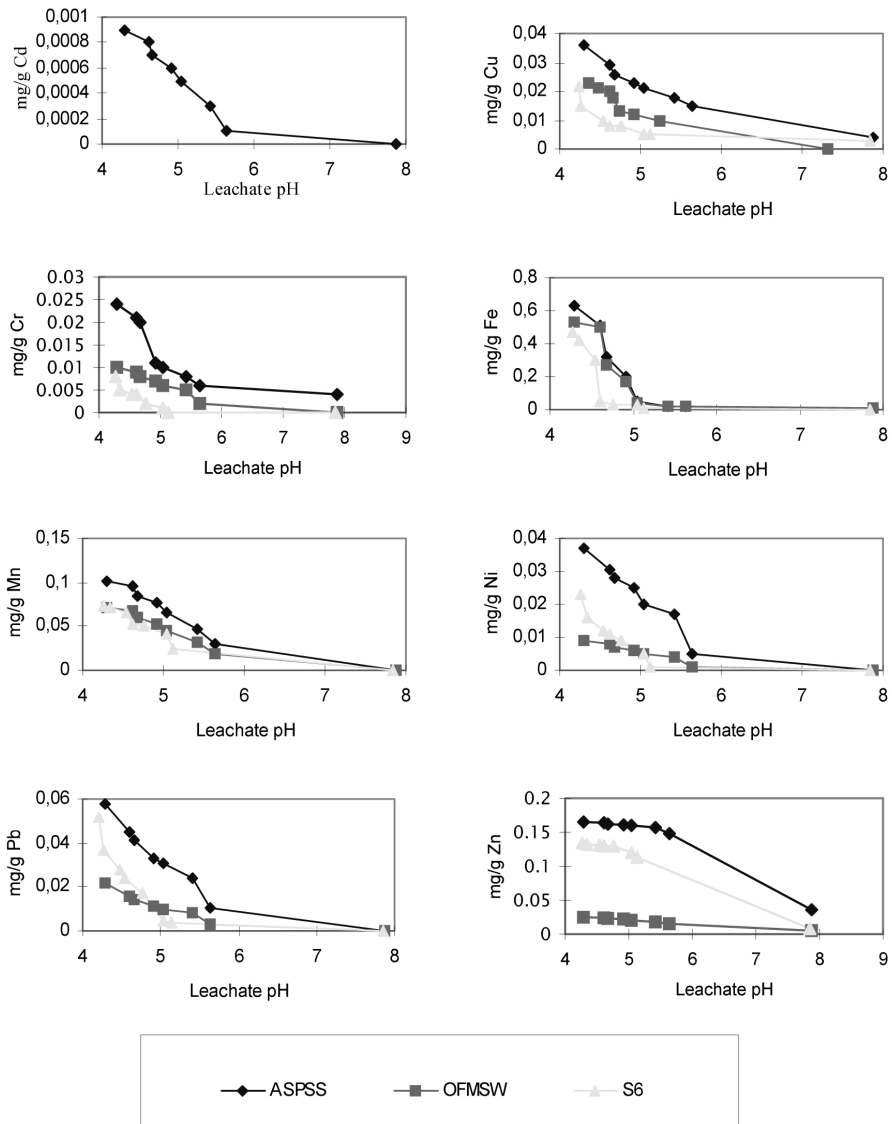 0,001
0,0008
0,0006
0,0004
0,0002
0
mg/g Cd
4 5 6 7 8
Leachate pH
0,04
0,03
0,02
0,01
0
mg/g Cu
4 5 6 7 8
Leachate pH
0.03
0.025
0.02
0.015
0.01
0.005
0
mg/g Cr
4 5 6 7 8 9
Leachate pH
0,8
0,6
0,4
0,2
0
mg/g Fe
4 5 6 7 8
Leachate pH
0,15
0,1
0,05
0
mg/g Mn
4 5 6 7 8
Leachate pH
0,04
0,03
0,02
0,01
0
mg/g Ni
4 5 6 7 8
Leachate pH
0,06
0,04
0,02
0
mg/g Pb
4 5 6 7 8
Leachate pH
0.2
0.15
0.1
0.05
0
mg/g Zn
4 5 6 7 8 9
Leachate pH
ASPSS OFMSW S6